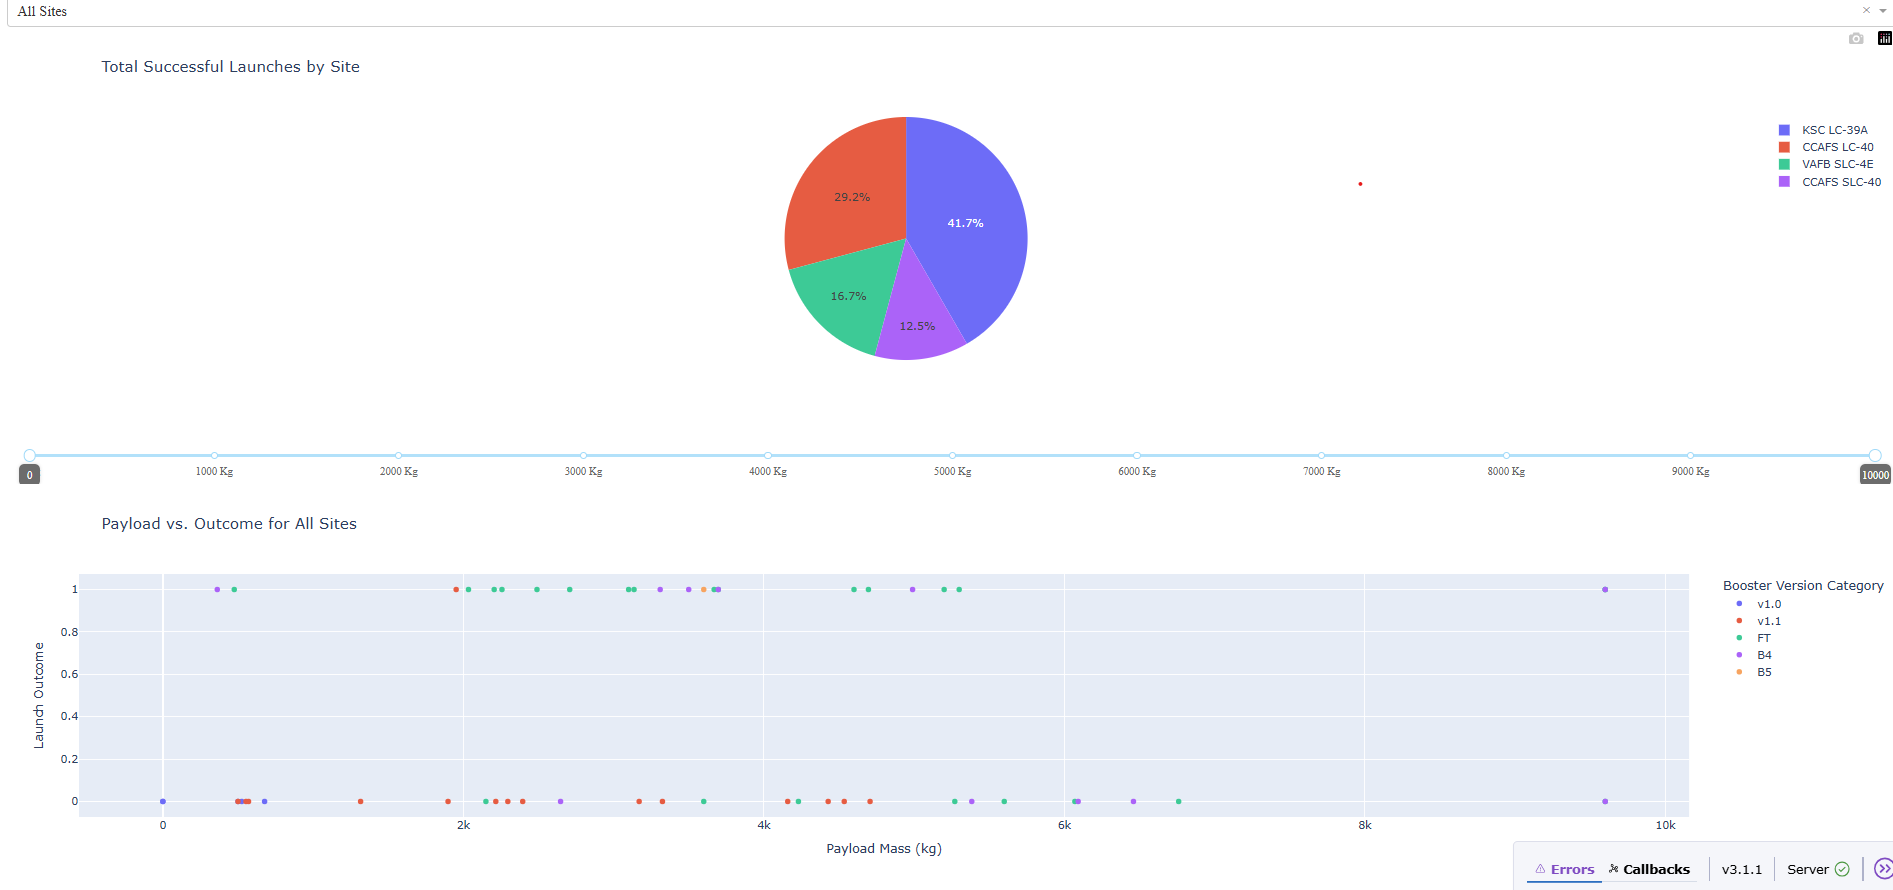 All Sites
Total Successful Launches by Site
KSC LC-39A
CCAFS LC-40
VAFB SLC-4E
CCAFS SLC-40
29.2%
41.7%
16.7%
12.5%
0
1000 Kg
2000 Kg
3000 Kg
4000 Kg
5000 Kg
6000 Kg
7000 Kg
8000 Kg
9000 Kg
10000
Payload vs. Outcome for All Sites
Launch Outcome
1
0.8
0.6
0.4
0.2
0
0
2k
4k
6k
8k
10k
Payload Mass (kg)
Booster Version Category
v1.0
v1.1
FT
B4
B5
Errors
Callbacks
v3.1.1
Server